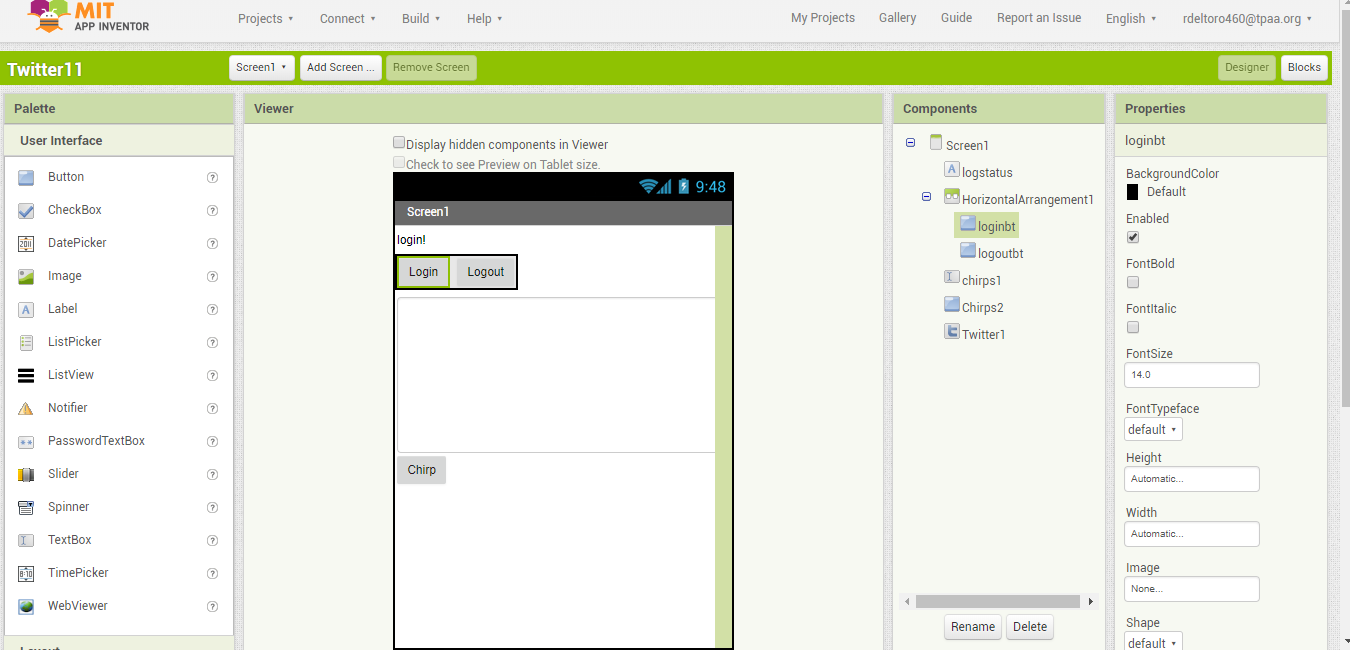 MIT
APP INVENTOR
Projects Connect Build Help My Projects Gallery Guide Report an Issue English rdeltoro460@tpaa.org
Twitter11 Screen1 Add Screen ... Remove Screen Designer Blocks
Palette
User Interface
Button ?
CheckBox ?
2011 DatePicker ?
Image ?
A Label ?
ListPicker ?
ListView ?
Notifier ?
PasswordTextBox ?
Slider ?
Spinner ?
TextBox ?
8:10 TimePicker ?
WebViewer ?
Layout
Viewer
Display hidden components in Viewer
Check to see Preview on Tablet size.
9:48
Screen1
login!
Login Logout
Chirp
Components
Screen1
A logstatus
HorizontalArrangement1
loginbt
logoutbt
chirps1
Chirps2
Twitter1
Rename Delete
Properties
loginbt
BackgroundColor
Default
Enabled
FontBold
FontItalic
FontSize
14.0
FontTypeface
default
Height
Automatic...
Width
Automatic...
Image
None...
Shape
default